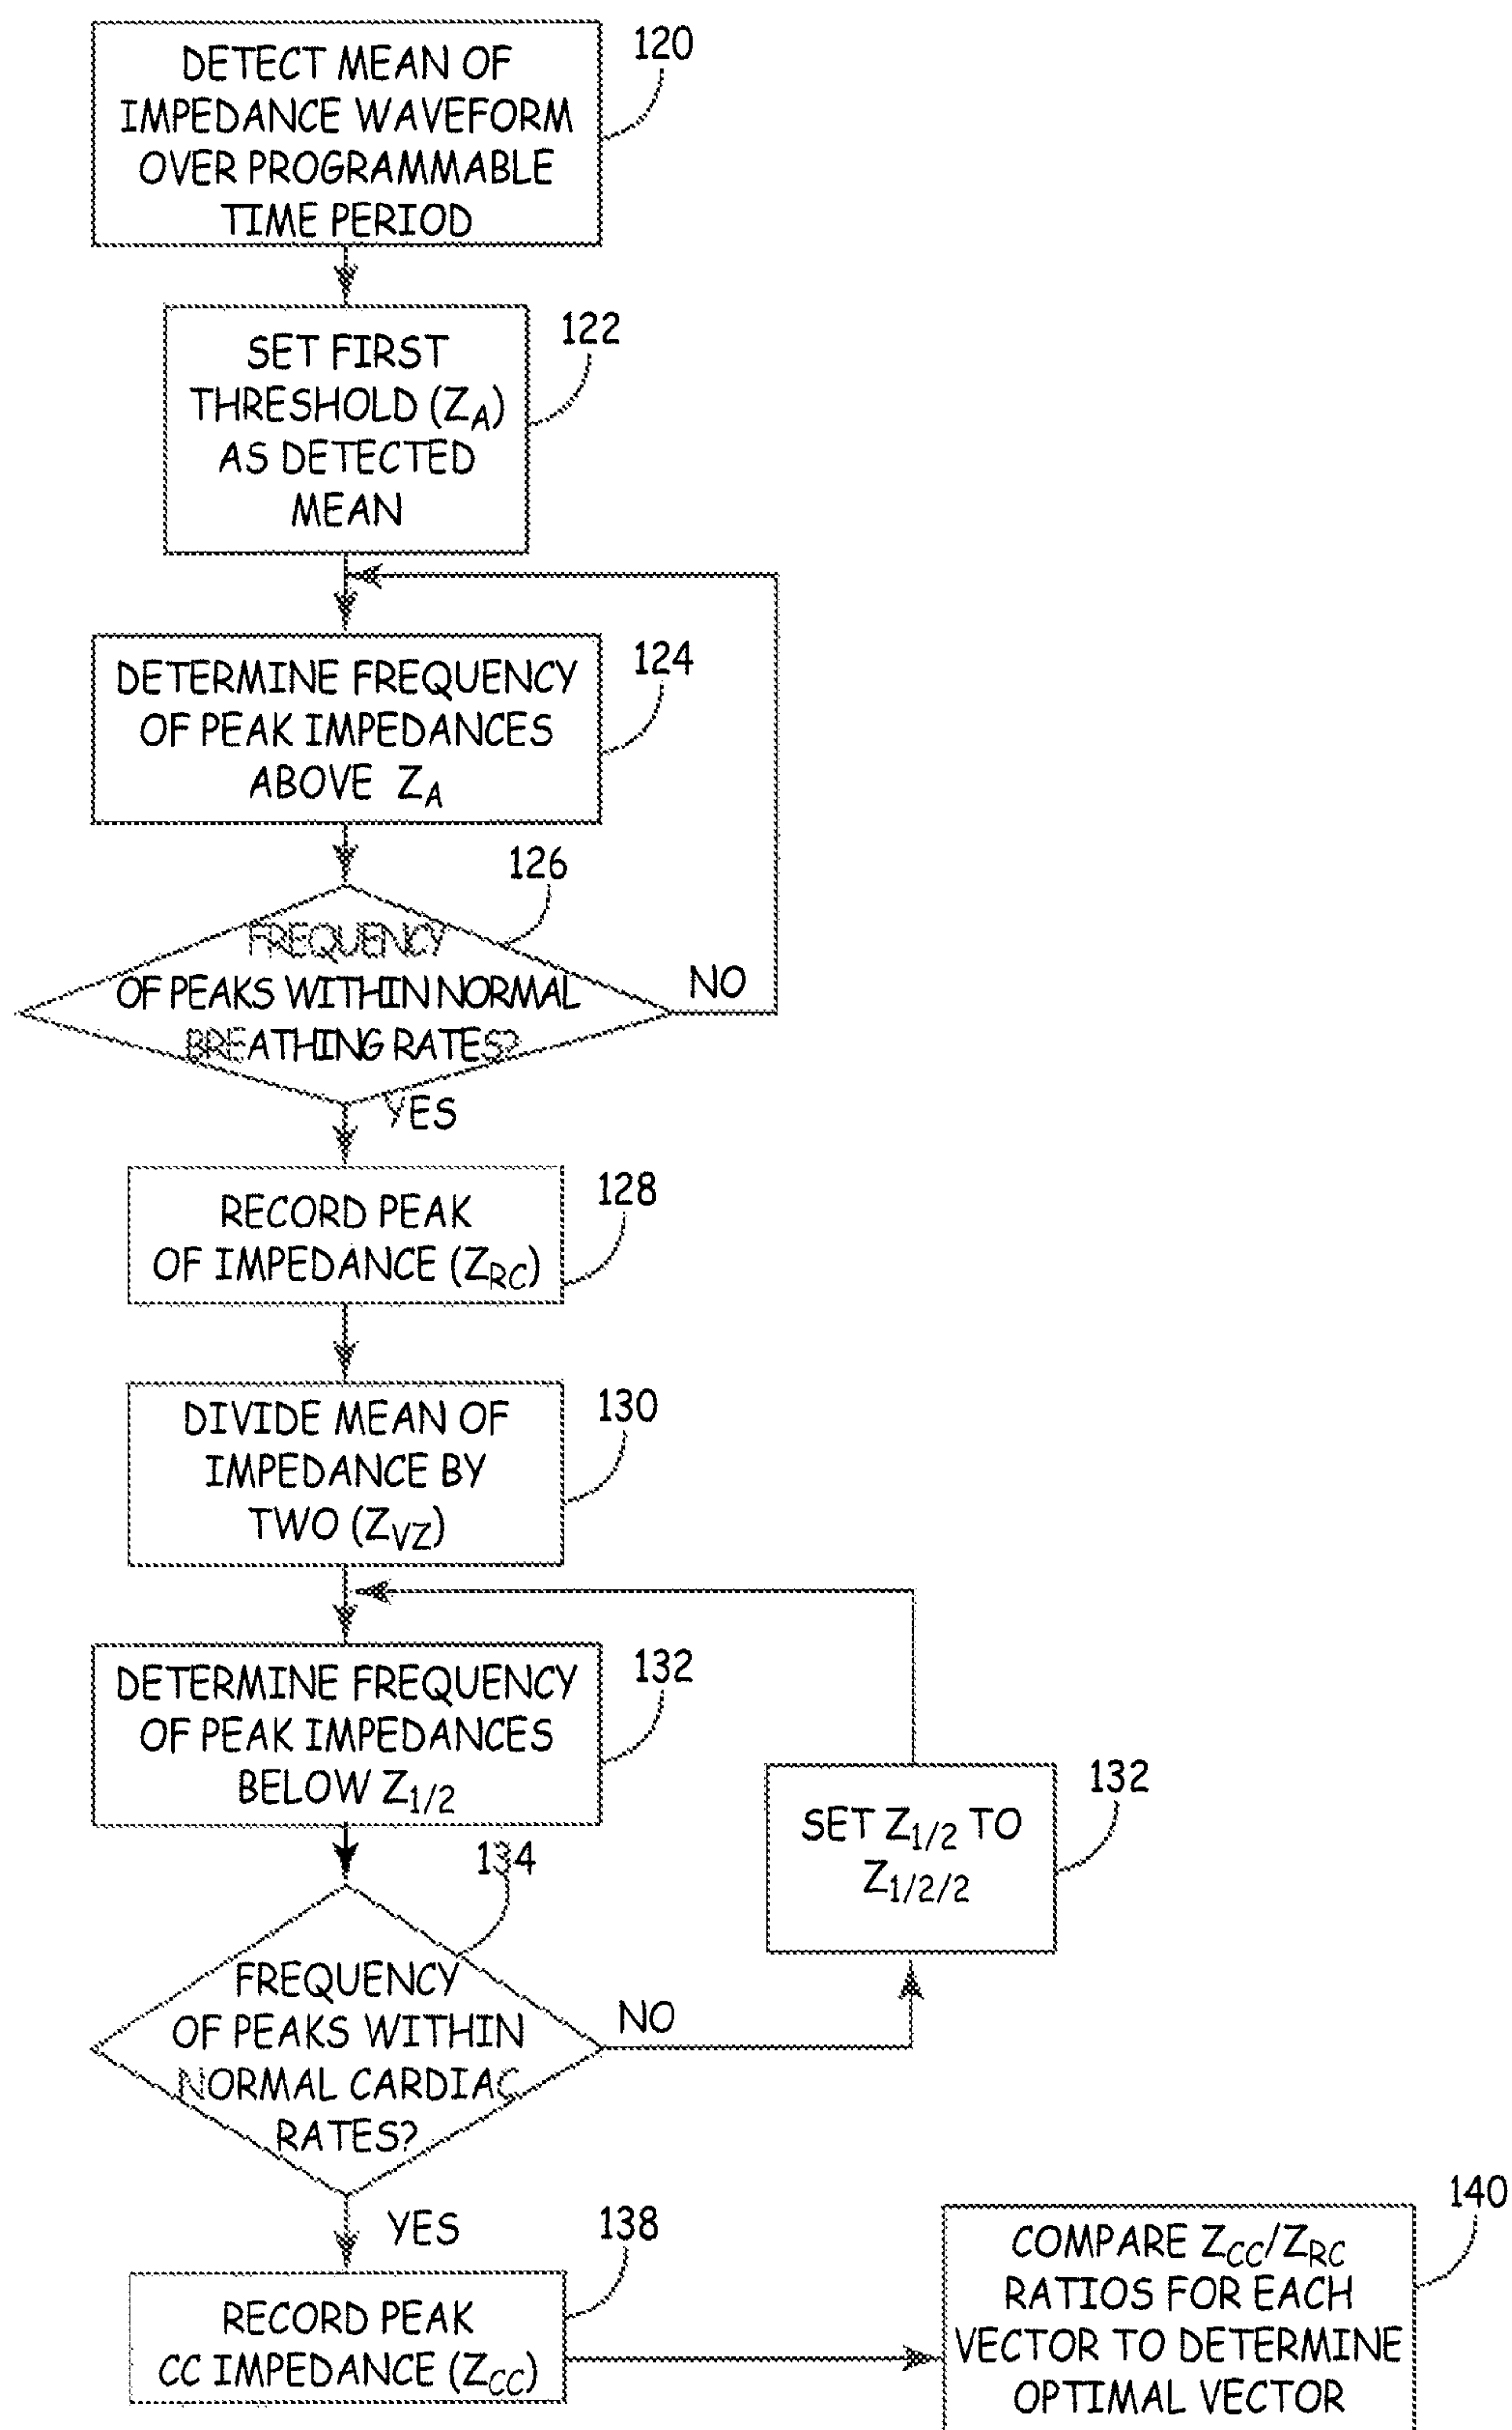 DETECT MEAN OF
IMPEDANCE WAVEFORM
OVER PROGRAMMABLE
TIME PERIOD
120
SET FIRST
THRESHOLD (ZA)
AS DETECTED
MEAN
122
DETERMINE FREQUENCY
OF PEAK IMPEDANCES
ABOVE ZA
124
126
FREQUENCY
OF PEAKS WITHIN NORMAL
BREATHING RATES?
NO
YES
RECORD PEAK
OF IMPEDANCE (ZRC)
128
DIVIDE MEAN OF
IMPEDANCE BY
TWO (ZVZ)
130
DETERMINE FREQUENCY
OF PEAK IMPEDANCES
BELOW Z1/2
132
SET Z1/2 TO
Z1/2/2
132
134
FREQUENCY
OF PEAKS WITHIN
NORMAL CARDIAC
RATES?
NO
YES
RECORD PEAK
CC IMPEDANCE (ZCC)
138
COMPARE ZCC/ZRC
RATIOS FOR EACH
VECTOR TO DETERMINE
OPTIMAL VECTOR
140